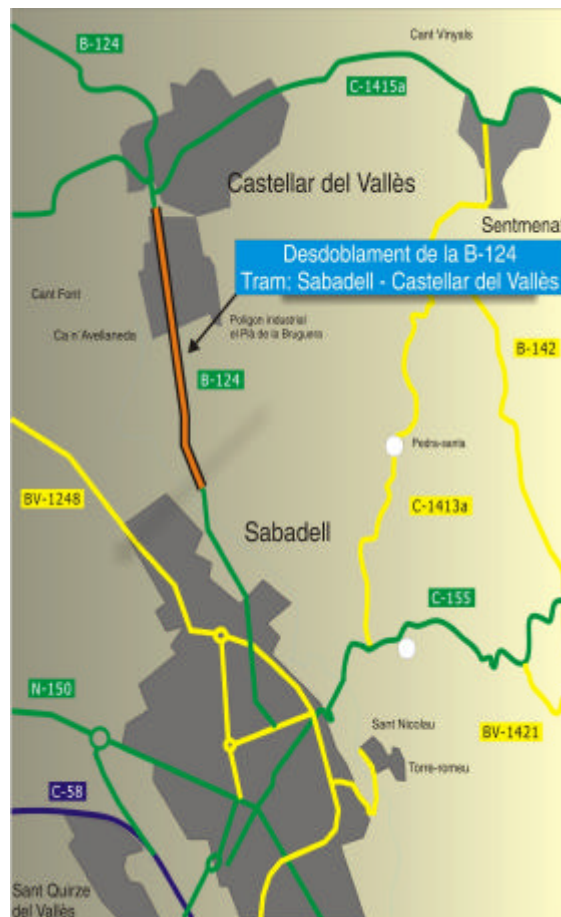 Cant Vinyals
B-124
C-1415a
Castellar del Vallès
Sentmenat
Desdoblament de la B-124
Tram: Sabadell - Castellar del Vallès
Cant Font
Poligon industrial
el Plà de la Bruguera
Ca n' Avellaneda
B-142
B-124
Pedra-santa
BV-1248
C-1413a
Sabadell
C-155
N-150
Sant Nicolau
BV-1421
Torre-romeu
C-58
Sant Quirze
del Vallès